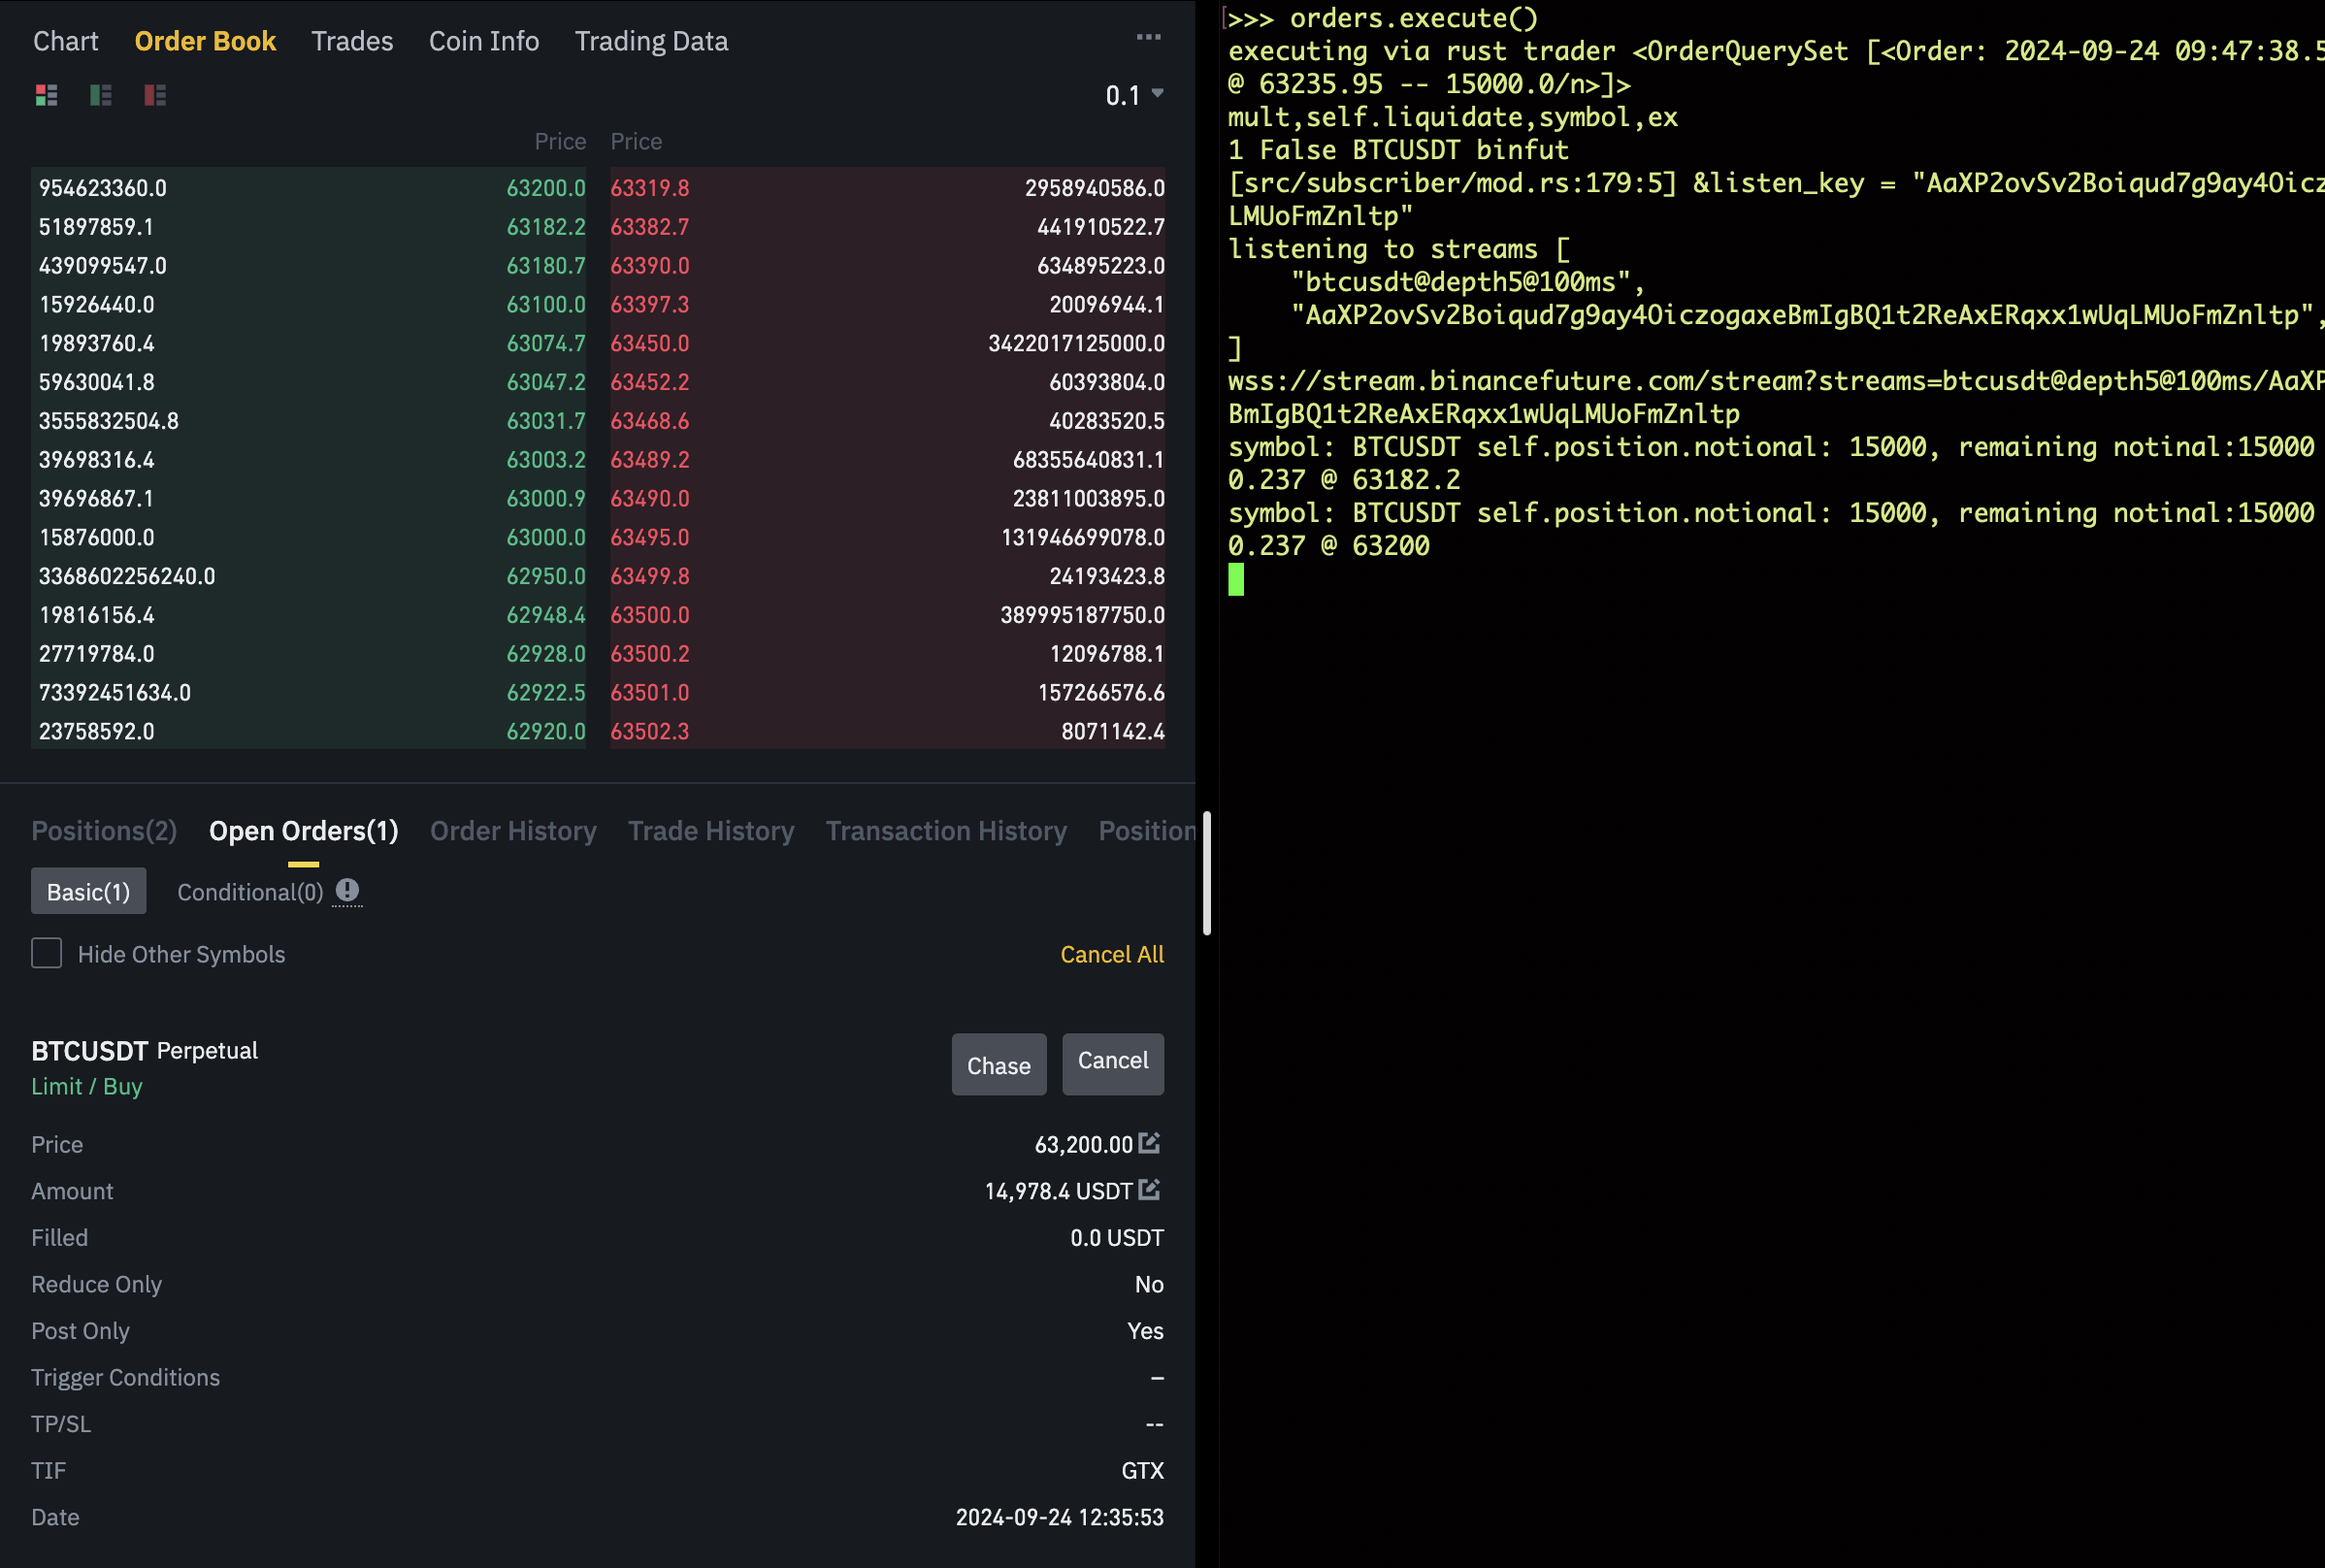 Chart Order Book Trades Coin Info Trading Data ...
0.1
Price Price
954623360.0 63200.0 63319.8 2958940586.0
51897859.1 63182.2 63382.7 441910522.7
439099547.0 63180.7 63390.0 634895223.0
15926440.0 63100.0 63397.3 20096944.1
19893760.4 63074.7 63450.0 3422017125000.0
59630041.8 63047.2 63452.2 60393804.0
3555832504.8 63031.7 63468.6 40283520.5
39698316.4 63003.2 63489.2 68355640831.1
39696867.1 63000.9 63490.0 23811003895.0
15876000.0 63000.0 63495.0 131946699078.0
3368602256240.0 62950.0 63499.8 24193423.8
19816156.4 62948.4 63500.0 389995187750.0
27719784.0 62928.0 63500.2 12096788.1
73392451634.0 62922.5 63501.0 157266576.6
23758592.0 62920.0 63502.3 8071142.4
Positions(2) Open Orders(1) Order History Trade History Transaction History Position
Basic(1) Conditional(0)
Hide Other Symbols Cancel All
BTCUSDT Perpetual
Limit / Buy
Chase Cancel
Price 63,200.00
Amount 14,978.4 USDT
Filled 0.0 USDT
Reduce Only No
Post Only Yes
Trigger Conditions –
TP/SL --
TIF GTX
Date 2024-09-24 12:35:53
[>>> orders.execute()
executing via rust trader <OrderQuerySet [<Order: 2024-09-24 09:47:38.5
@ 63235.95 -- 15000.0/n>]>
mult,self.liquidate,symbol,ex
1 False BTCUSDT binfut
[src/subscriber/mod.rs:179:5] &listen_key = "AaXP2ovSv2Boiqud7g9ay4Oicz
LMUoFmZnltp"
listening to streams [
"btcusdt@depth5@100ms",
"AaXP2ovSv2Boiqud7g9ay4OiczogaxeBmIgBQ1t2ReAxERqxx1wUqLMUoFmZnltp",
]
wss://stream.binancefuture.com/stream?streams=btcusdt@depth5@100ms/AaXP
BmIgBQ1t2ReAxERqxx1wUqLMUoFmZnltp
symbol: BTCUSDT self.position.notional: 15000, remaining notinal:15000
0.237 @ 63182.2
symbol: BTCUSDT self.position.notional: 15000, remaining notinal:15000
0.237 @ 63200